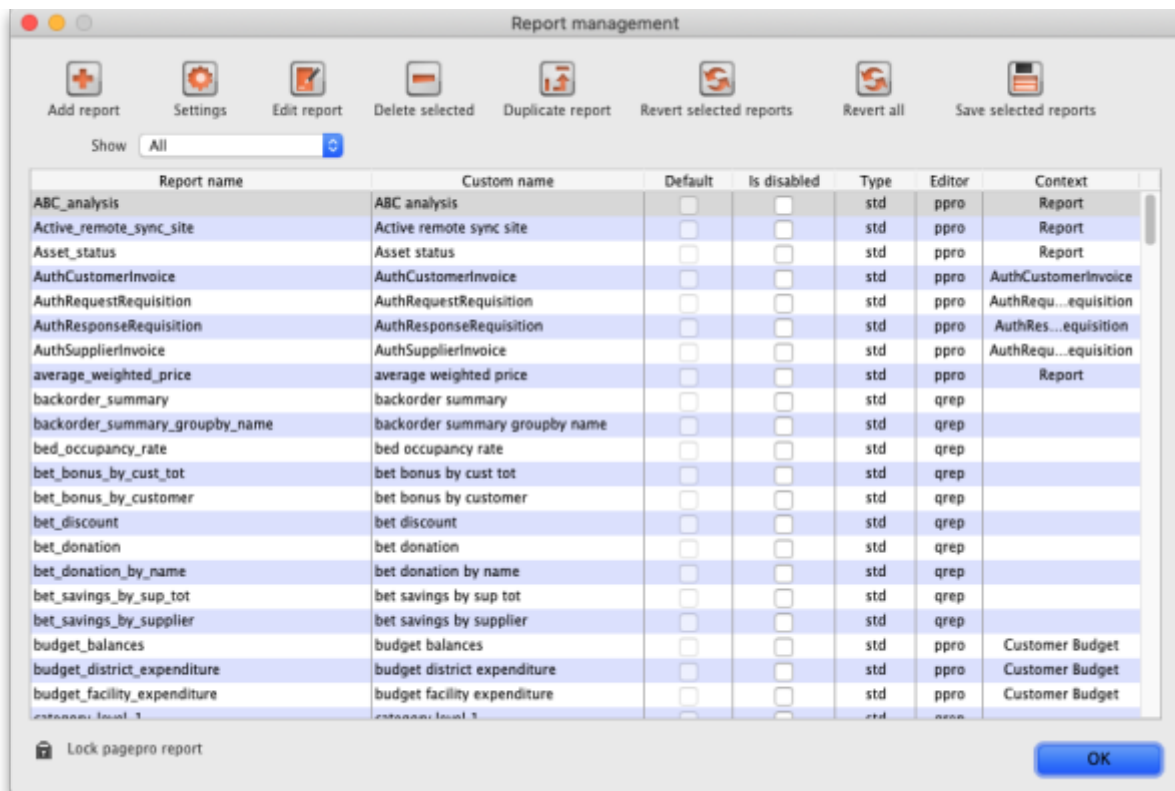 Report management
Add report Settings Edit report Delete selected Duplicate report Revert selected reports Revert all Save selected reports
Show All
Report name Custom name Default Is disabled Type Editor Context
ABC_analysis ABC analysis std ppro Report
Active_remote_sync_site Active remote sync site std ppro Report
Asset_status Asset status std ppro Report
AuthCustomerInvoice AuthCustomerInvoice std ppro AuthCustomerInvoice
AuthRequestRequisition AuthRequestRequisition std ppro AuthRequ...equisition
AuthResponseRequisition AuthResponseRequisition std ppro AuthRes...equisition
AuthSupplierInvoice AuthSupplierInvoice std ppro AuthRequ...equisition
average_weighted_price average weighted price std ppro Report
backorder_summary backorder summary std qrep
backorder_summary_groupby_name backorder summary groupby name std qrep
bed_occupancy_rate bed occupancy rate std qrep
bet_bonus_by_cust_tot bet bonus by cust tot std qrep
bet_bonus_by_customer bet bonus by customer std qrep
bet_discount bet discount std qrep
bet_donation bet donation std qrep
bet_donation_by_name bet donation by name std qrep
bet_savings_by_sup_tot bet savings by sup tot std qrep
bet_savings_by_supplier bet savings by supplier std qrep
budget_balances budget balances std ppro Customer Budget
budget_district_expenditure budget district expenditure std ppro Customer Budget
budget_facility_expenditure budget facility expenditure std ppro Customer Budget
category_level_1 category level 1 std qrep
Lock pagepro report
OK